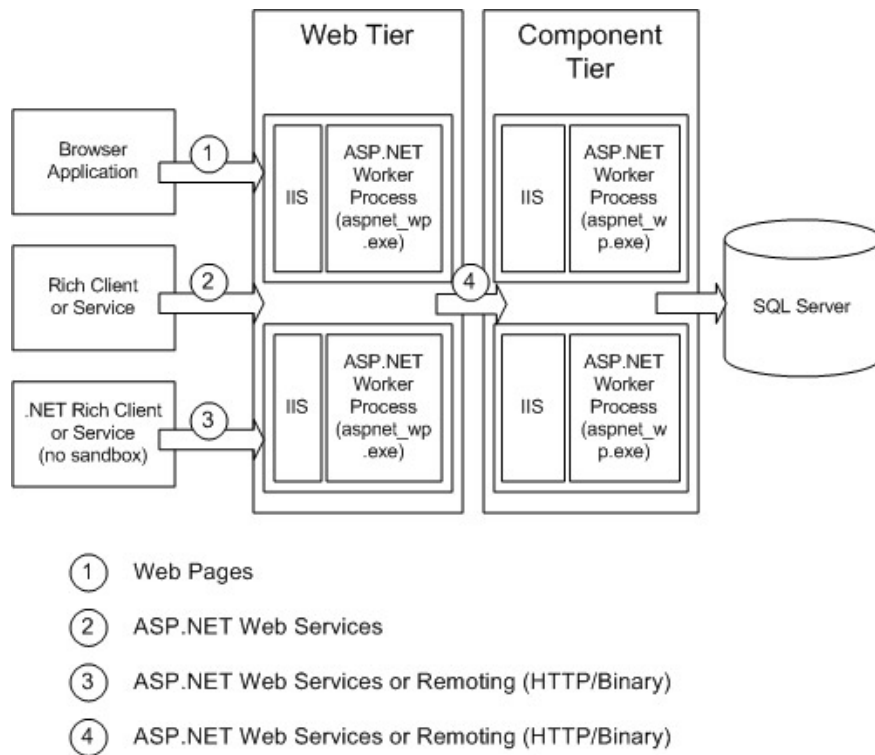 Web Tier
Component
Tier
Browser
Application
1
IIS
ASP.NET
Worker
Process
(aspnet_wp
.exe)
IIS
ASP.NET
Worker
Process
(aspnet_w
p.exe)
Rich Client
or Service
2
4
SQL Server
.NET Rich Client
or Service
(no sandbox)
3
IIS
ASP.NET
Worker
Process
(aspnet_wp
.exe)
IIS
ASP.NET
Worker
Process
(aspnet_w
p.exe)
1 Web Pages
2 ASP.NET Web Services
3 ASP.NET Web Services or Remoting (HTTP/Binary)
4 ASP.NET Web Services or Remoting (HTTP/Binary)